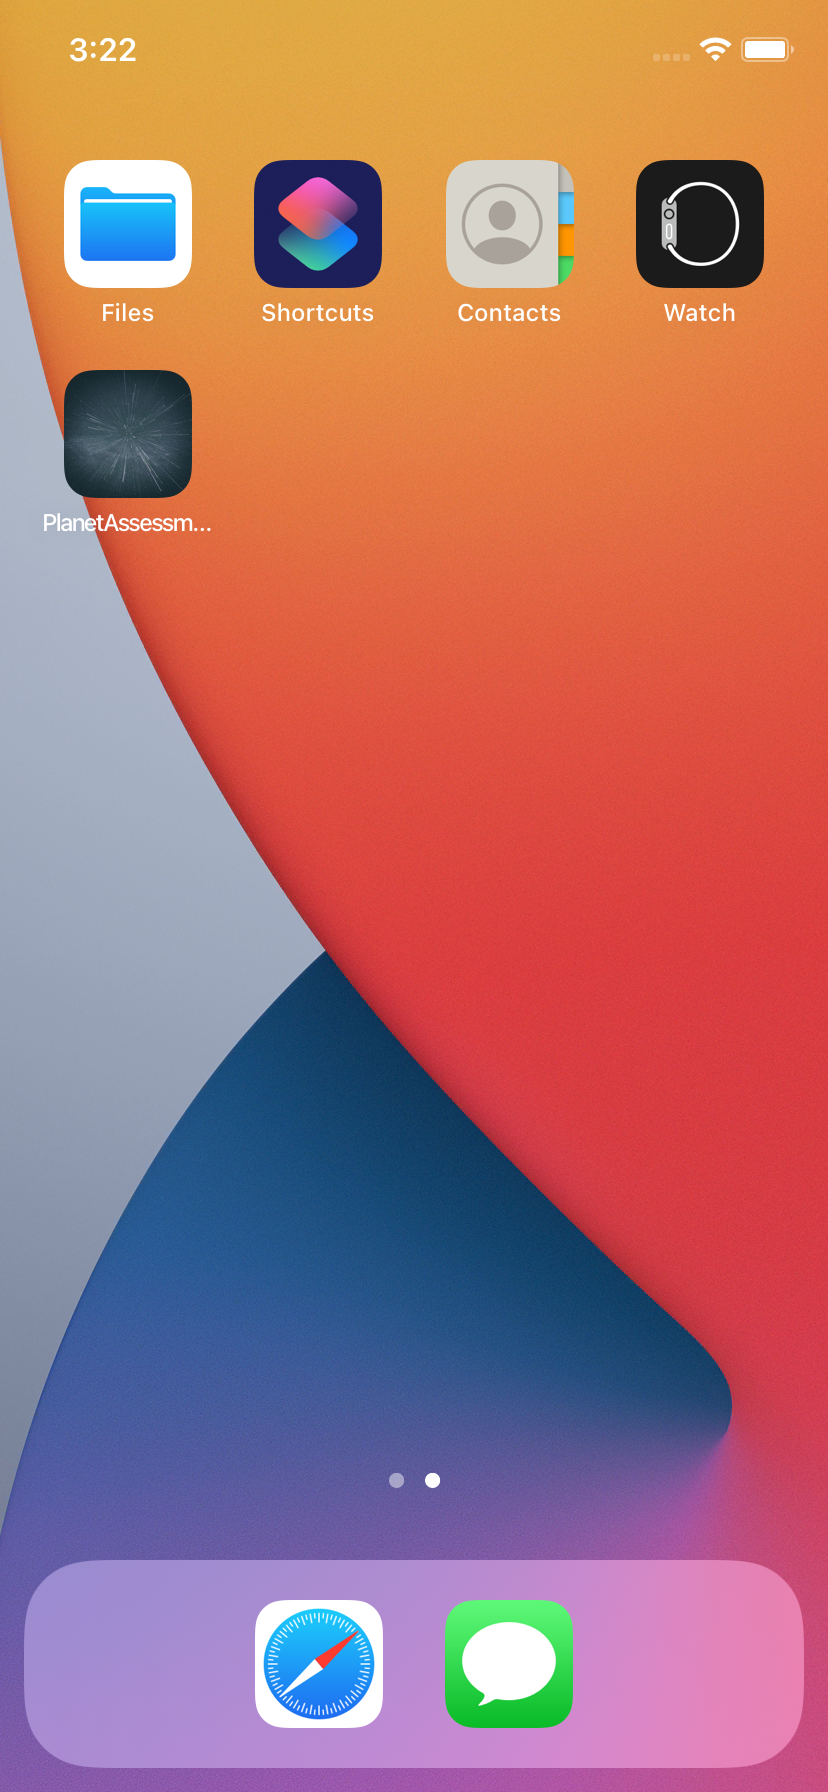 3:22
Files
Shortcuts
Contacts
Watch
PlanetAssessm...